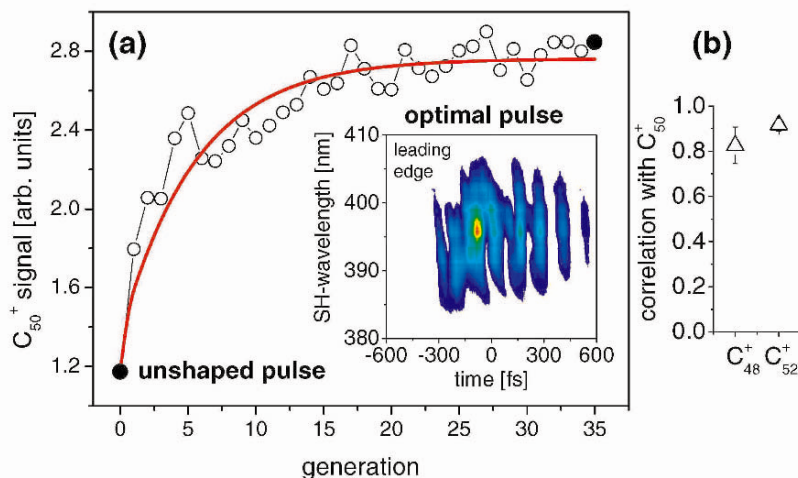 (a)
2.8
2.4
2.0
1.6
1.2
C₅₀⁺ signal [arb. units]
unshaped pulse
0 5 10 15 20 25 30 35
generation
optimal pulse
leading
edge
410
400
390
380
SH-wavelength [nm]
-600 -300 0 300 600
time [fs]
(b)
1.0
0.8
0.6
0.4
0.2
0.0
correlation with C₅₀⁺
C₄₈⁺ C₅₂⁺